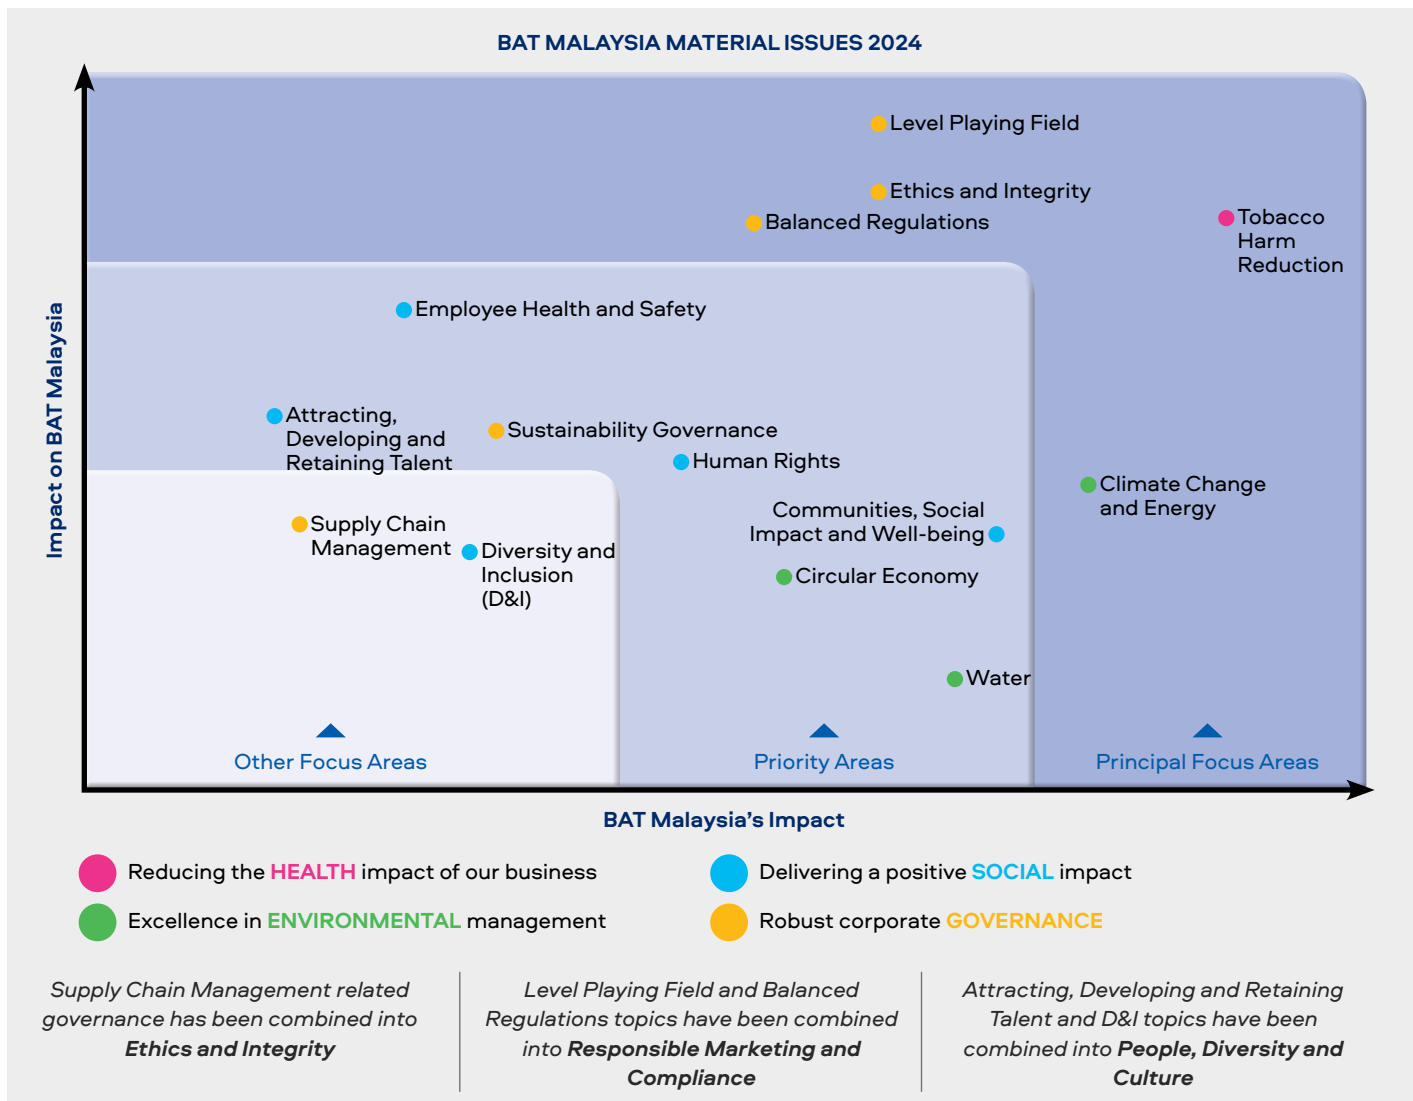 BAT MALAYSIA MATERIAL ISSUES 2024
Impact on BAT Malaysia
Level Playing Field
Ethics and Integrity
Balanced Regulations
Tobacco
Harm
Reduction
Employee Health and Safety
Attracting,
Developing and
Retaining Talent
Sustainability Governance
Human Rights
Climate Change
and Energy
Communities, Social
Impact and Well-being
Supply Chain
Management
Diversity and
Inclusion
(D&I)
Circular Economy
Water
Other Focus Areas
Priority Areas
Principal Focus Areas
BAT Malaysia’s Impact
Reducing the HEALTH impact of our business
Delivering a positive SOCIAL impact
Excellence in ENVIRONMENTAL management
Robust corporate GOVERNANCE
Supply Chain Management related
governance has been combined into
Ethics and Integrity
Level Playing Field and Balanced
Regulations topics have been combined
into Responsible Marketing and
Compliance
Attracting, Developing and Retaining
Talent and D&I topics have been
combined into People, Diversity and
Culture